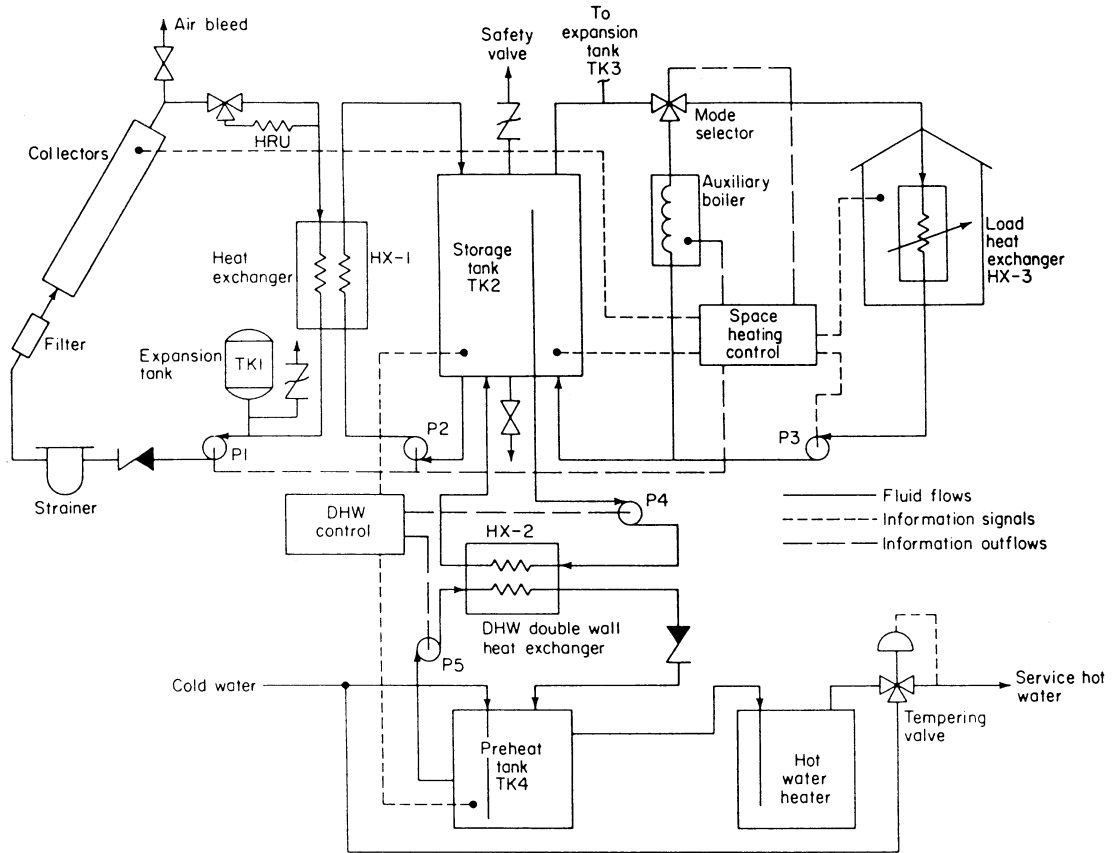 Air bleed
Safety
valve
To
expansion
tank
TK3
Mode
selector
HRU
Collectors
Auxiliary
boiler
Heat
exchanger
HX-1
Storage
tank
TK2
Load
heat
exchanger
HX-3
Space
heating
control
Filter
Expansion
tank
TK1
P1
P2
P3
Strainer
DHW
control
P4
HX-2
Fluid flows
Information signals
Information outflows
DHW double wall
heat exchanger
P5
Cold water
Service hot
water
Tempering
valve
Preheat
tank
TK4
Hot
water
heater